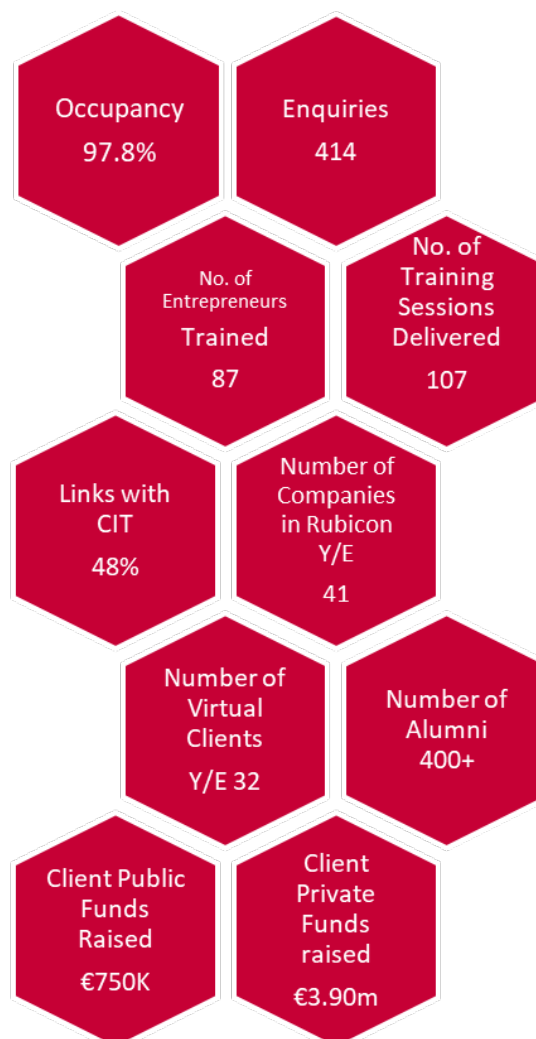 Occupancy
97.8%
Enquiries
414
No. of
Entrepreneurs
Trained
87
No. of
Training
Sessions
Delivered
107
Links with
CIT
48%
Number of
Companies
in Rubicon
Y/E
41
Number of
Virtual
Clients
Y/E 32
Number of
Alumni
400+
Client Public
Funds
Raised
€750K
Client
Private
Funds
raised
€3.90m